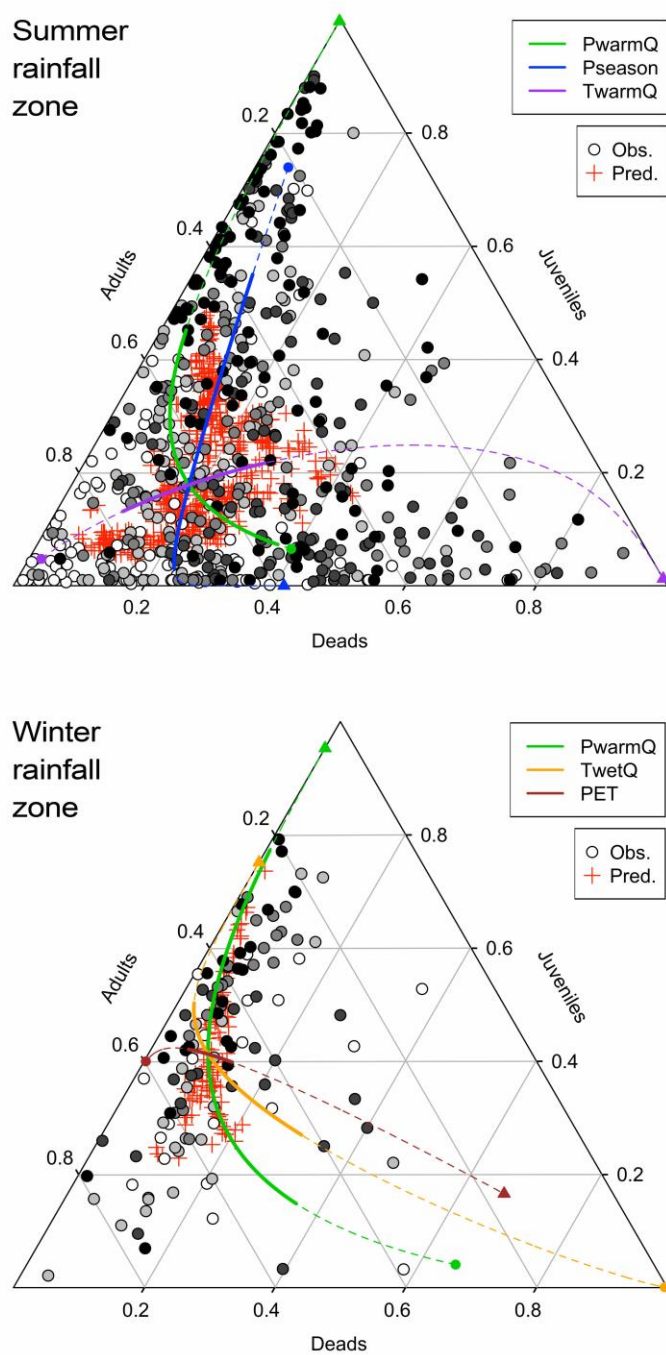 Summer
rainfall
zone
PwarmQ
Pseason
TwarmQ
Obs.
Pred.
0.2
0.8
0.4
0.6
Adults
Juveniles
0.6
0.4
0.8
0.2
0.2
0.4
0.6
0.8
Deads
Winter
rainfall
zone
PwarmQ
TwetQ
PET
Obs.
Pred.
0.2
0.8
0.4
0.6
Adults
Juveniles
0.6
0.4
0.8
0.2
0.2
0.4
0.6
0.8
Deads